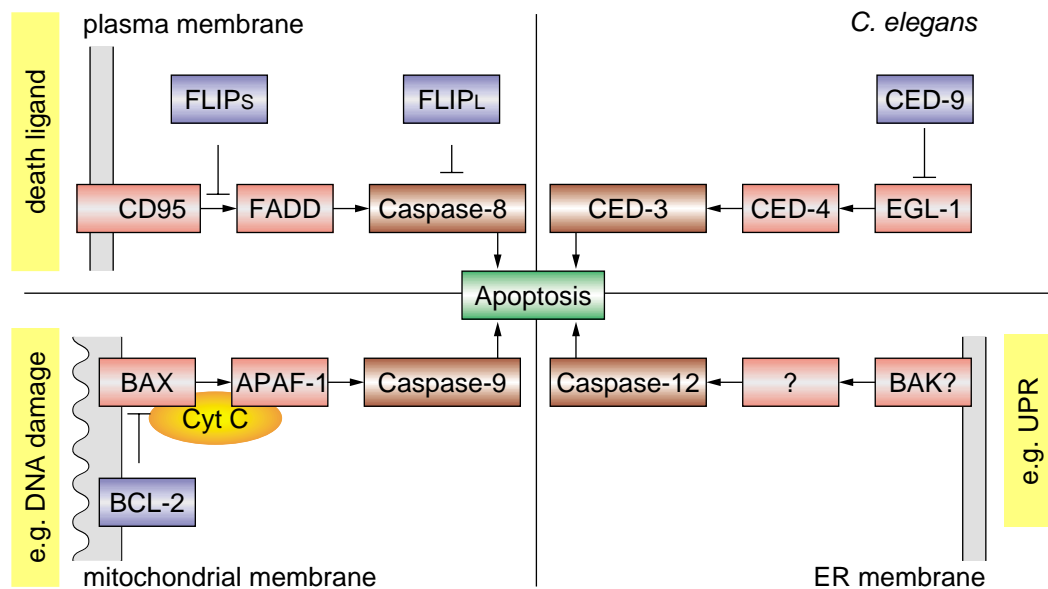 plasma membrane
C. elegans
death ligand
FLIPS
FLIPL
CED-9
CD95
FADD
Caspase-8
CED-3
CED-4
EGL-1
Apoptosis
e.g. DNA damage
BAX
APAF-1
Caspase-9
Caspase-12
?
BAK?
Cyt C
e.g. UPR
BCL-2
mitochondrial membrane
ER membrane